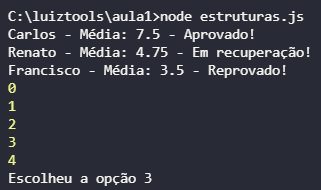 C:\luiztools\aula1>node estruturas.js
Carlos - Média: 7.5 - Aprovado!
Renato - Média: 4.75 - Em recuperação!
Francisco - Média: 3.5 - Reprovado!
0
1
2
3
4
Escolheu a opção 3